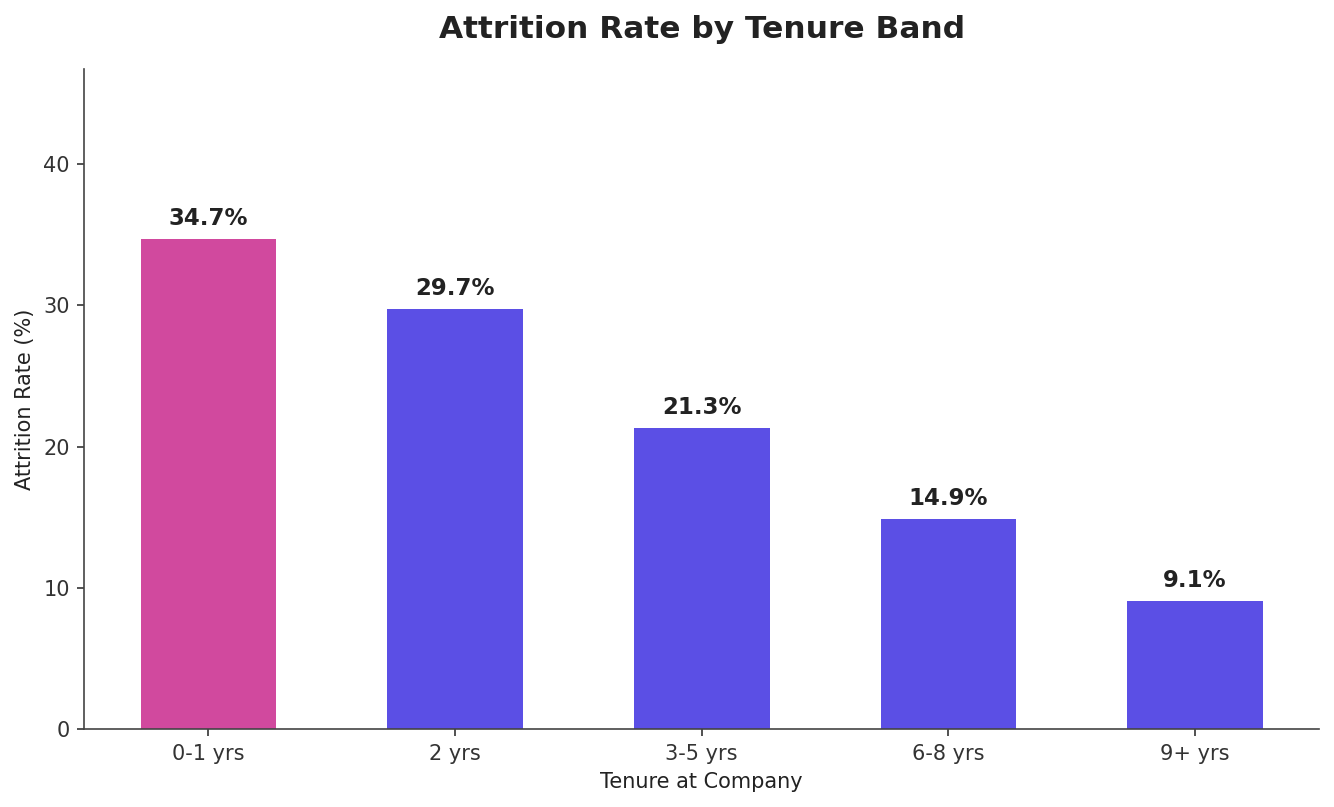 Attrition Rate by Tenure Band
Attrition Rate (%)
40
30
20
10
0
34.7%
29.7%
21.3%
14.9%
9.1%
0-1 yrs
2 yrs
3-5 yrs
6-8 yrs
9+ yrs
Tenure at Company